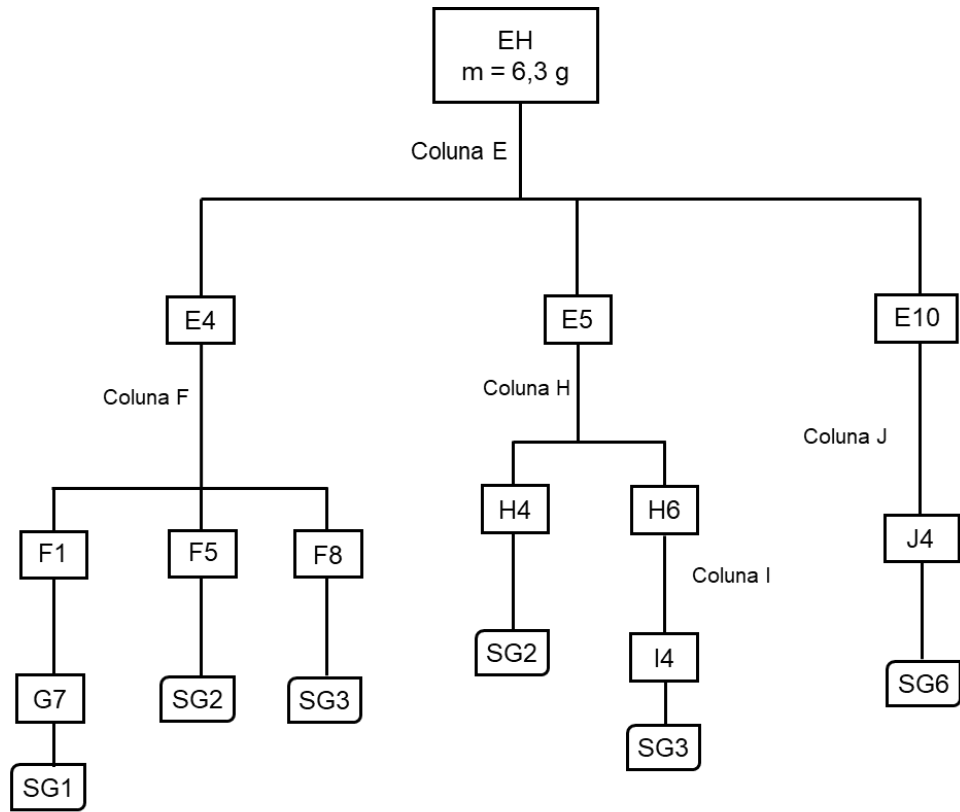 EH
m = 6,3 g
Coluna E
E4
E5
E10
Coluna F
Coluna H
Coluna J
F1
F5
F8
H4
H6
J4
Coluna I
G7
SG2
SG3
SG2
I4
SG6
SG1
SG3